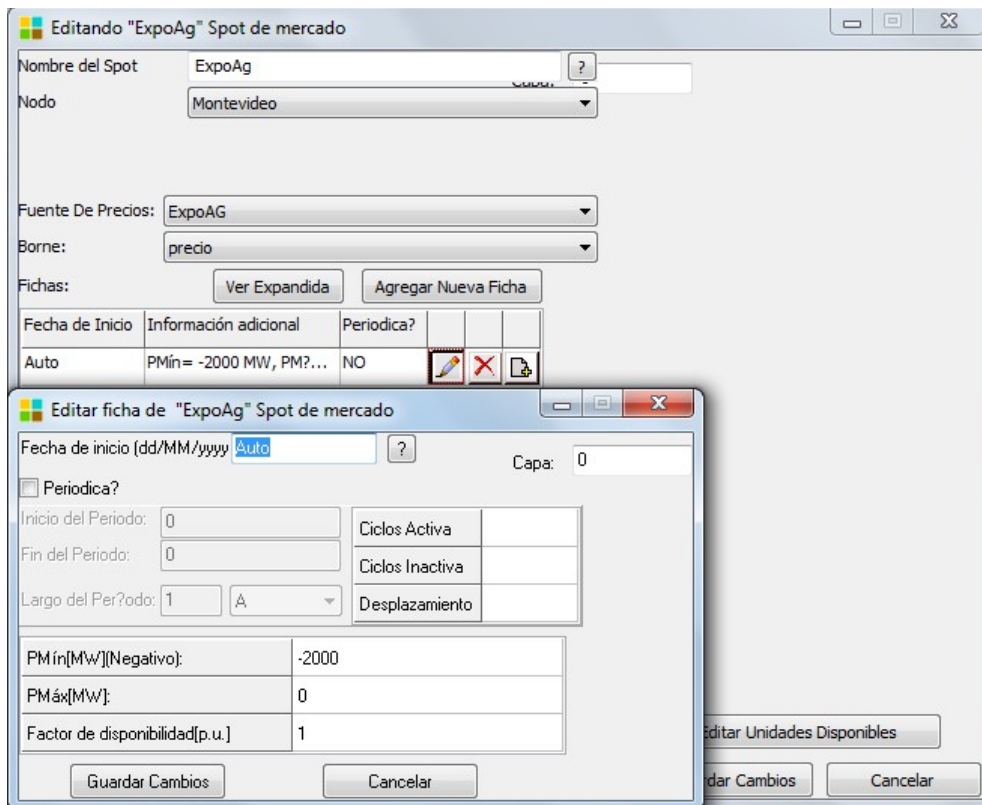 Editando "ExpoAg" Spot de mercado
Nombre del Spot ExpoAg ?
Nodo Montevideo
Fuente De Precios: ExpoAG
Borne: precio
Fichas: Ver Expandida Agregar Nueva Ficha
Fecha de Inicio Información adicional Periodica?
Auto PMín= -2000 MW, PM?... NO
Editar ficha de "ExpoAg" Spot de mercado
Fecha de inicio (dd/MM/yyyy Auto ? Capa: 0
Periodica?
Inicio del Periodo: 0 Ciclos Activa
Fin del Periodo: 0 Ciclos Inactiva
Largo del Per?odo: 1 A Desplazamiento
PMín[MW](Negativo): -2000
PMáx[MW]: 0
Factor de disponibilidad[p.u.] 1
Editar Unidades Disponibles
Guardar Cambios Cancelar dar Cambios Cancelar